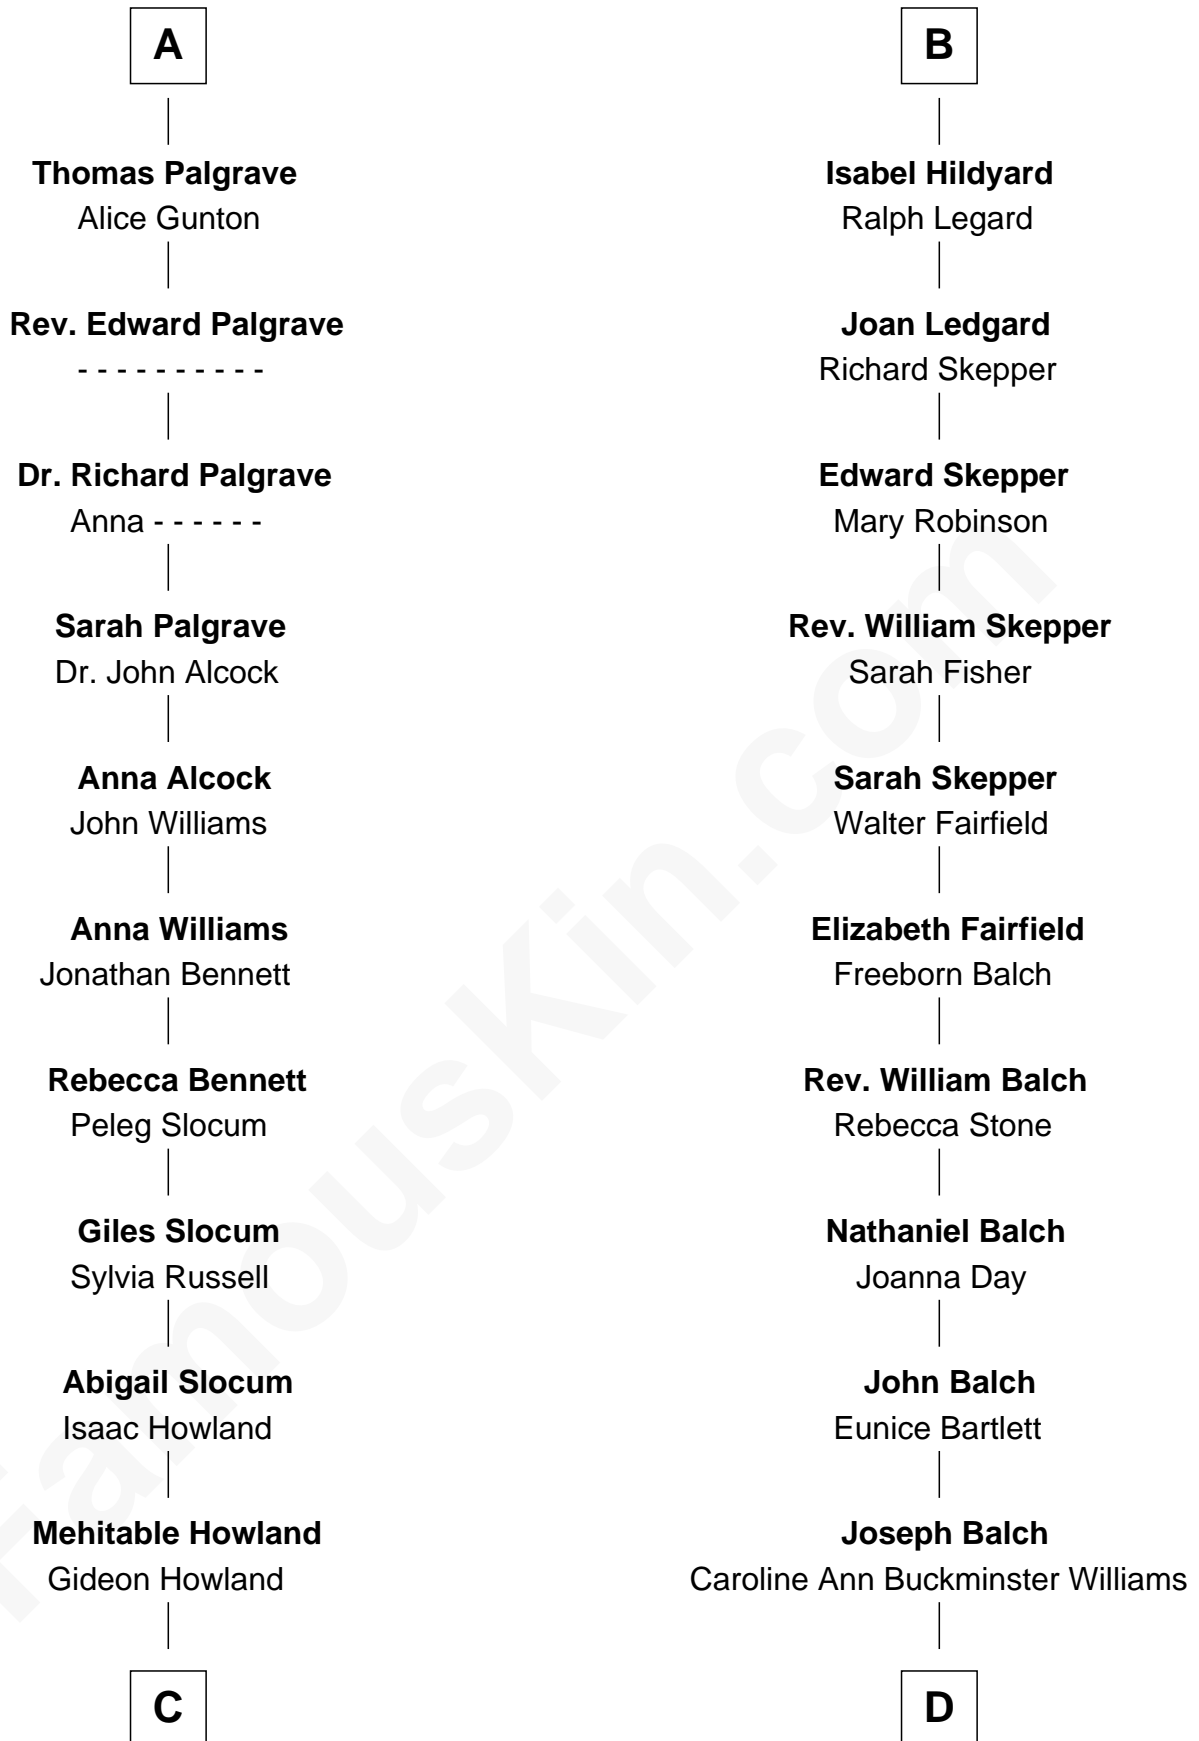 A
Thomas Palgrave
Alice Gunton
Rev. Edward Palgrave
- - - - - - - - - -
Dr. Richard Palgrave
Anna - - - - - -
Sarah Palgrave
Dr. John Alcock
Anna Alcock
John Williams
Anna Williams
Jonathan Bennett
Rebecca Bennett
Peleg Slocum
Giles Slocum
Sylvia Russell
Abigail Slocum
Isaac Howland
Mehitable Howland
Gideon Howland
C
B
Isabel Hildyard
Ralph Legard
Joan Ledgard
Richard Skepper
Edward Skepper
Mary Robinson
Rev. William Skepper
Sarah Fisher
Sarah Skepper
Walter Fairfield
Elizabeth Fairfield
Freeborn Balch
Rev. William Balch
Rebecca Stone
Nathaniel Balch
Joanna Day
John Balch
Eunice Bartlett
Joseph Balch
Caroline Ann Buckminster Williams
D
FamousKin.com